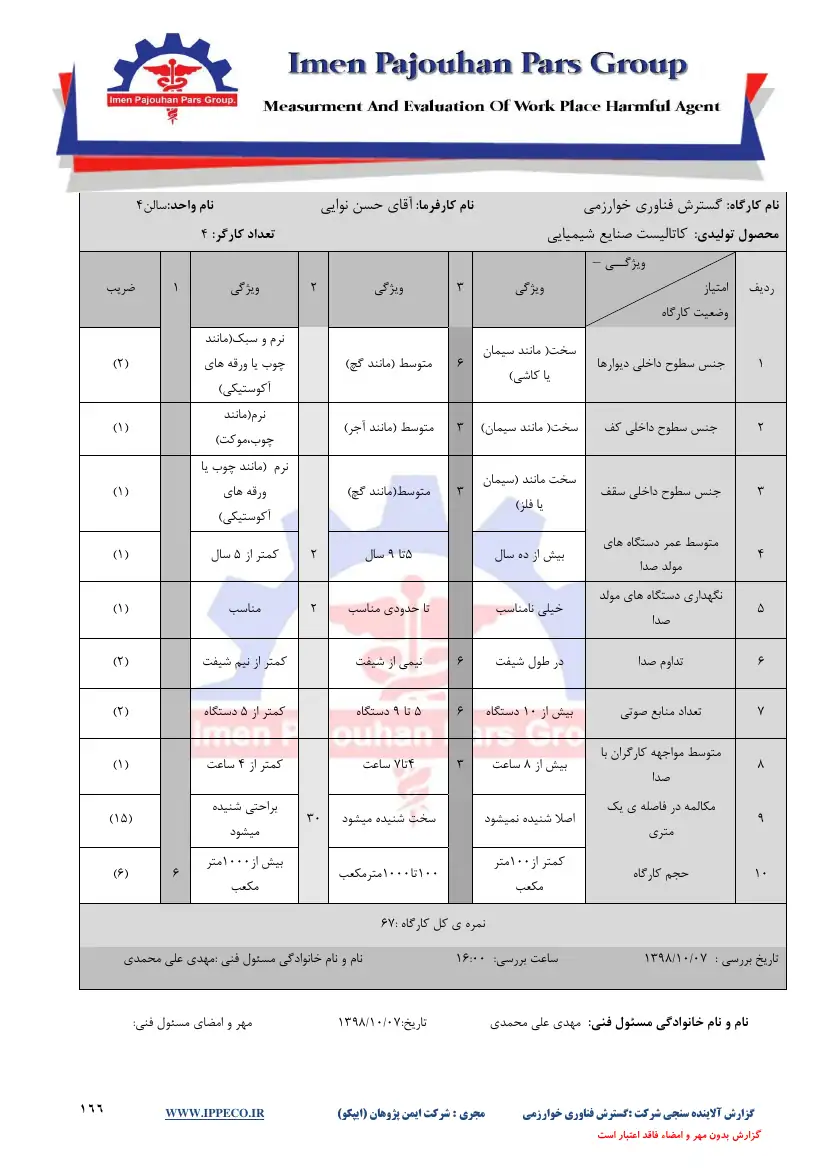 Imen Pajouhan Pars Group
Imen Pajouhan Pars Group.
Measurment And Evaluation Of Work Place Harmful Agent
نام کارگاه: گسترش فناوری خوارزمی نام کارفرما: آقای حسن نوایی نام واحد:سالن۴
محصول تولیدی: کاتالیست صنایع شیمیایی تعداد کارگر: ۴
ردیف ویژگــی – امتیاز وضعیت کارگاه ویژگی ۳ ویژگی ۲ ویژگی ۱ ضریب
۱ جنس سطوح داخلی دیوارها سخت( مانند سیمان یا کاشی) ۶ متوسط (مانند گچ) نرم و سبک(مانند چوب یا ورقه های آکوستیکی) (۲)
۲ جنس سطوح داخلی کف سخت( مانند سیمان) ۳ متوسط (مانند آجر) نرم(مانند چوب،موکت) (۱)
۳ جنس سطوح داخلی سقف سخت مانند (سیمان یا فلز) ۳ متوسط(مانند گچ) نرم (مانند چوب یا ورقه های آکوستیکی) (۱)
۴ متوسط عمر دستگاه های مولد صدا بیش از ده سال ۵تا ۹ سال ۲ کمتر از ۵ سال (۱)
۵ نگهداری دستگاه های مولد صدا خیلی نامناسب تا حدودی مناسب ۲ مناسب (۱)
۶ تداوم صدا در طول شیفت ۶ نیمی از شیفت کمتر از نیم شیفت (۲)
۷ تعداد منابع صوتی بیش از ۱۰ دستگاه ۶ ۵ تا ۹ دستگاه کمتر از ۵ دستگاه (۲)
۸ متوسط مواجهه کارگران با صدا بیش از ۸ ساعت ۳ ۴تا۷ ساعت کمتر از ۴ ساعت (۱)
۹ مکالمه در فاصله ی یک متری اصلا شنیده نمیشود سخت شنیده میشود ۳۰ براحتی شنیده میشود (۱۵)
۱۰ حجم کارگاه کمتر از۱۰۰متر مکعب ۱۰۰تا۱۰۰۰مترمکعب بیش از۱۰۰۰متر مکعب ۶ (۶)
نمره ی کل کارگاه :۶۷
تاریخ بررسی : ۱۳۹۸/۱۰/۰۷ ساعت بررسی: ۱۶:۰۰ نام و نام خانوادگی مسئول فنی :مهدی علی محمدی
نام و نام خانوادگی مسئول فنی: مهدی علی محمدی تاریخ:۱۳۹۸/۱۰/۰۷ مهر و امضای مسئول فنی:
Imen Pajouhan Pars Gro
گزارش آلاینده سنجی شرکت :گسترش فناوری خوارزمی مجری : شرکت ایمن پژوهان (ایپکو) WWW.IPPECO.IR ۱۶۶
گزارش بدون مهر و امضاء فاقد اعتبار است